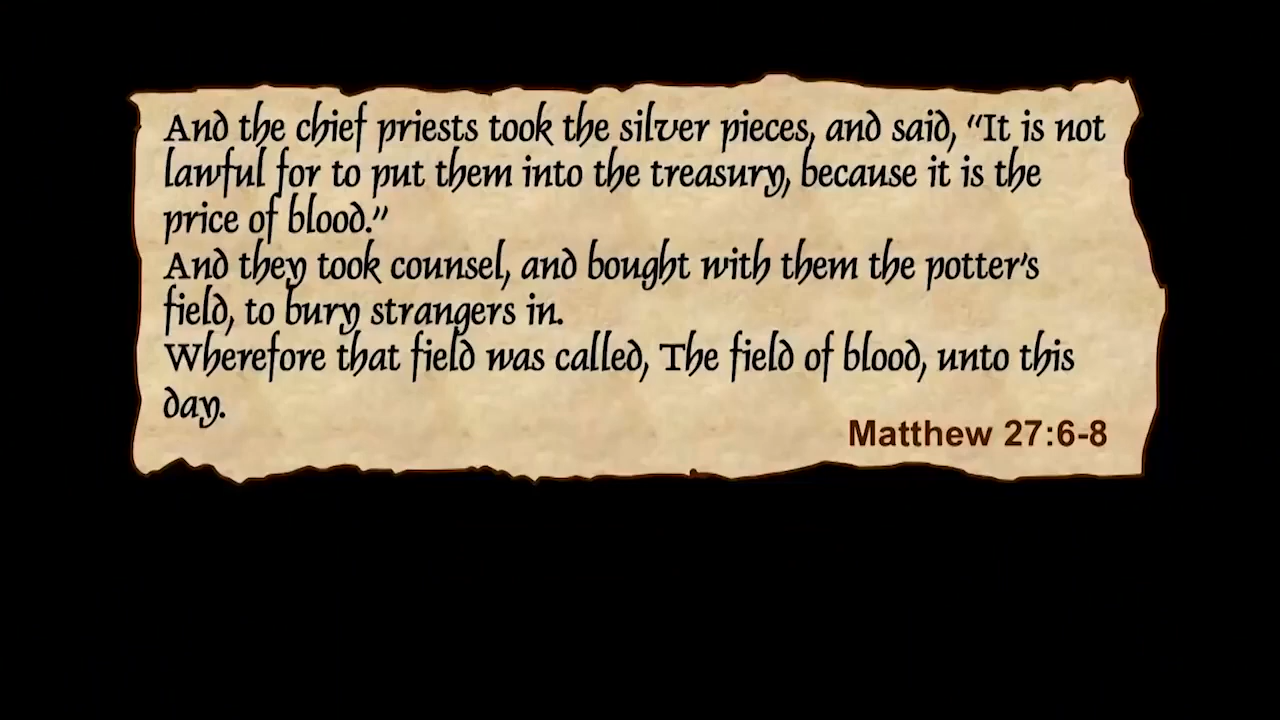 And the chief priests took the silver pieces, and said, “It is not
lawful for to put them into the treasury, because it is the
price of blood.”
And they took counsel, and bought with them the potter’s
field, to bury strangers in.
Wherefore that field was called, The field of blood, unto this
day.
Matthew 27:6-8